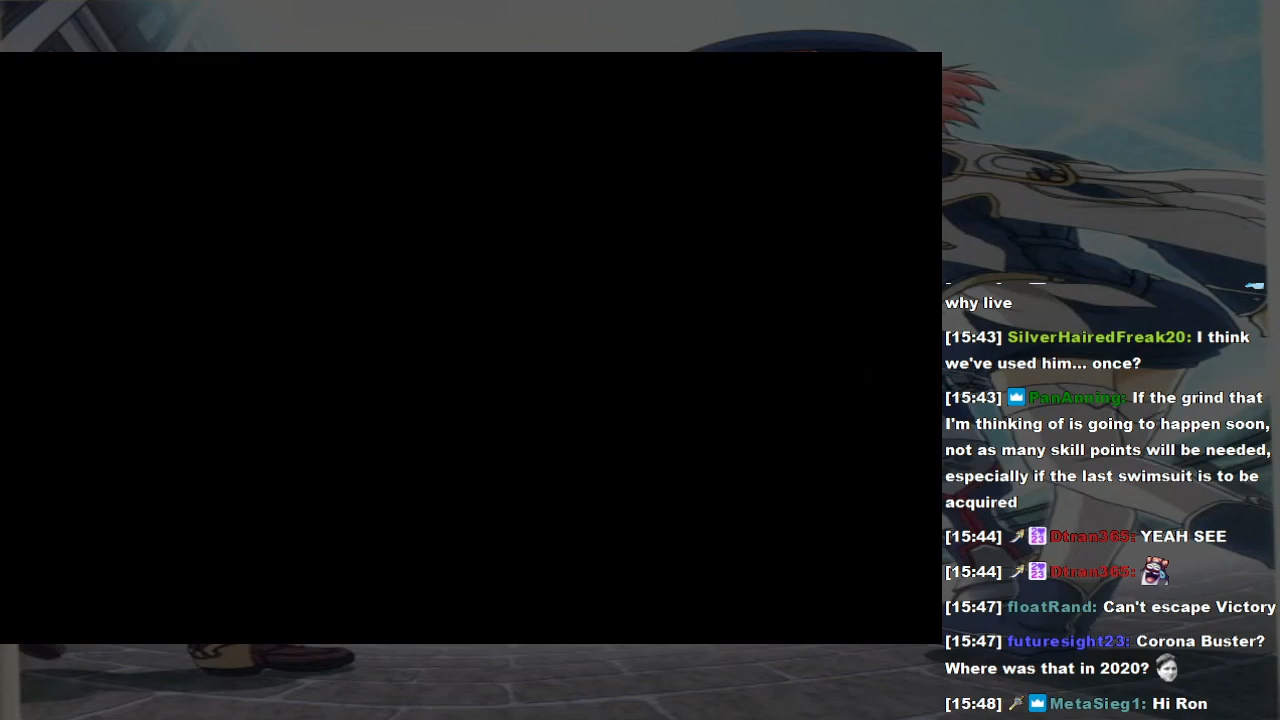 why live
[15:43] SilverHairedFreak20: I think
we've used him... once?
[15:43] PanAnning: If the grind that
I'm thinking of is going to happen soon,
not as many skill points will be needed,
especially if the last swimsuit is to be
acquired
[15:44] Dtran365: YEAH SEE
[15:44] Dtran365:
[15:47] floatRand: Can't escape Victory
[15:47] futuresight23: Corona Buster?
Where was that in 2020?
[15:48] MetaSieg1: Hi Ron